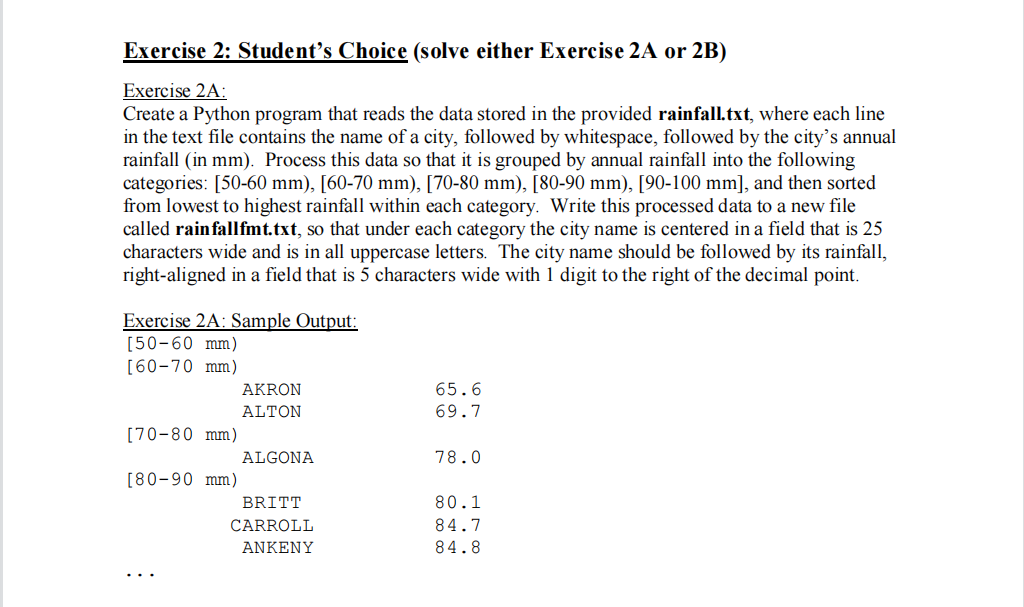 Exercise 2: Student’s Choice (solve either Exercise 2A or 2B)
Exercise 2A:
Create a Python program that reads the data stored in the provided rainfall.txt, where each line
in the text file contains the name of a city, followed by whitespace, followed by the city’s annual
rainfall (in mm).  Process this data so that it is grouped by annual rainfall into the following
categories: [50-60 mm), [60-70 mm), [70-80 mm), [80-90 mm), [90-100 mm], and then sorted
from lowest to highest rainfall within each category.  Write this processed data to a new file
called rainfallfmt.txt, so that under each category the city name is centered in a field that is 25
characters wide and is in all uppercase letters.  The city name should be followed by its rainfall,
right-aligned in a field that is 5 characters wide with 1 digit to the right of the decimal point.
Exercise 2A: Sample Output:
[50-60 mm)
[60-70 mm)
AKRON 65.6
ALTON 69.7
[70-80 mm)
ALGONA 78.0
[80-90 mm)
BRITT 80.1
CARROLL 84.7
ANKENY 84.8
...